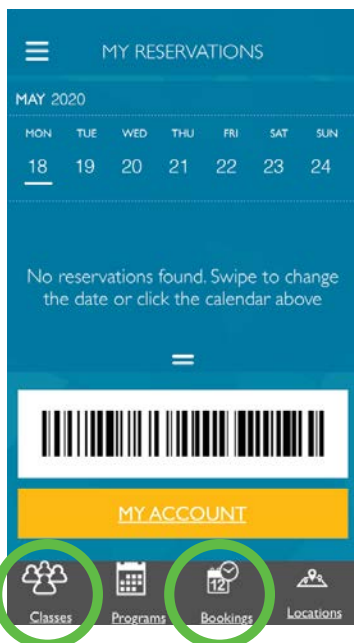 MY RESERVATIONS
MAY 2020
MON TUE WED THU FRI SAT SUN
18 19 20 21 22 23 24
No reservations found. Swipe to change
the date or click the calendar above
MY ACCOUNT
12
Classes Programs Bookings Locations